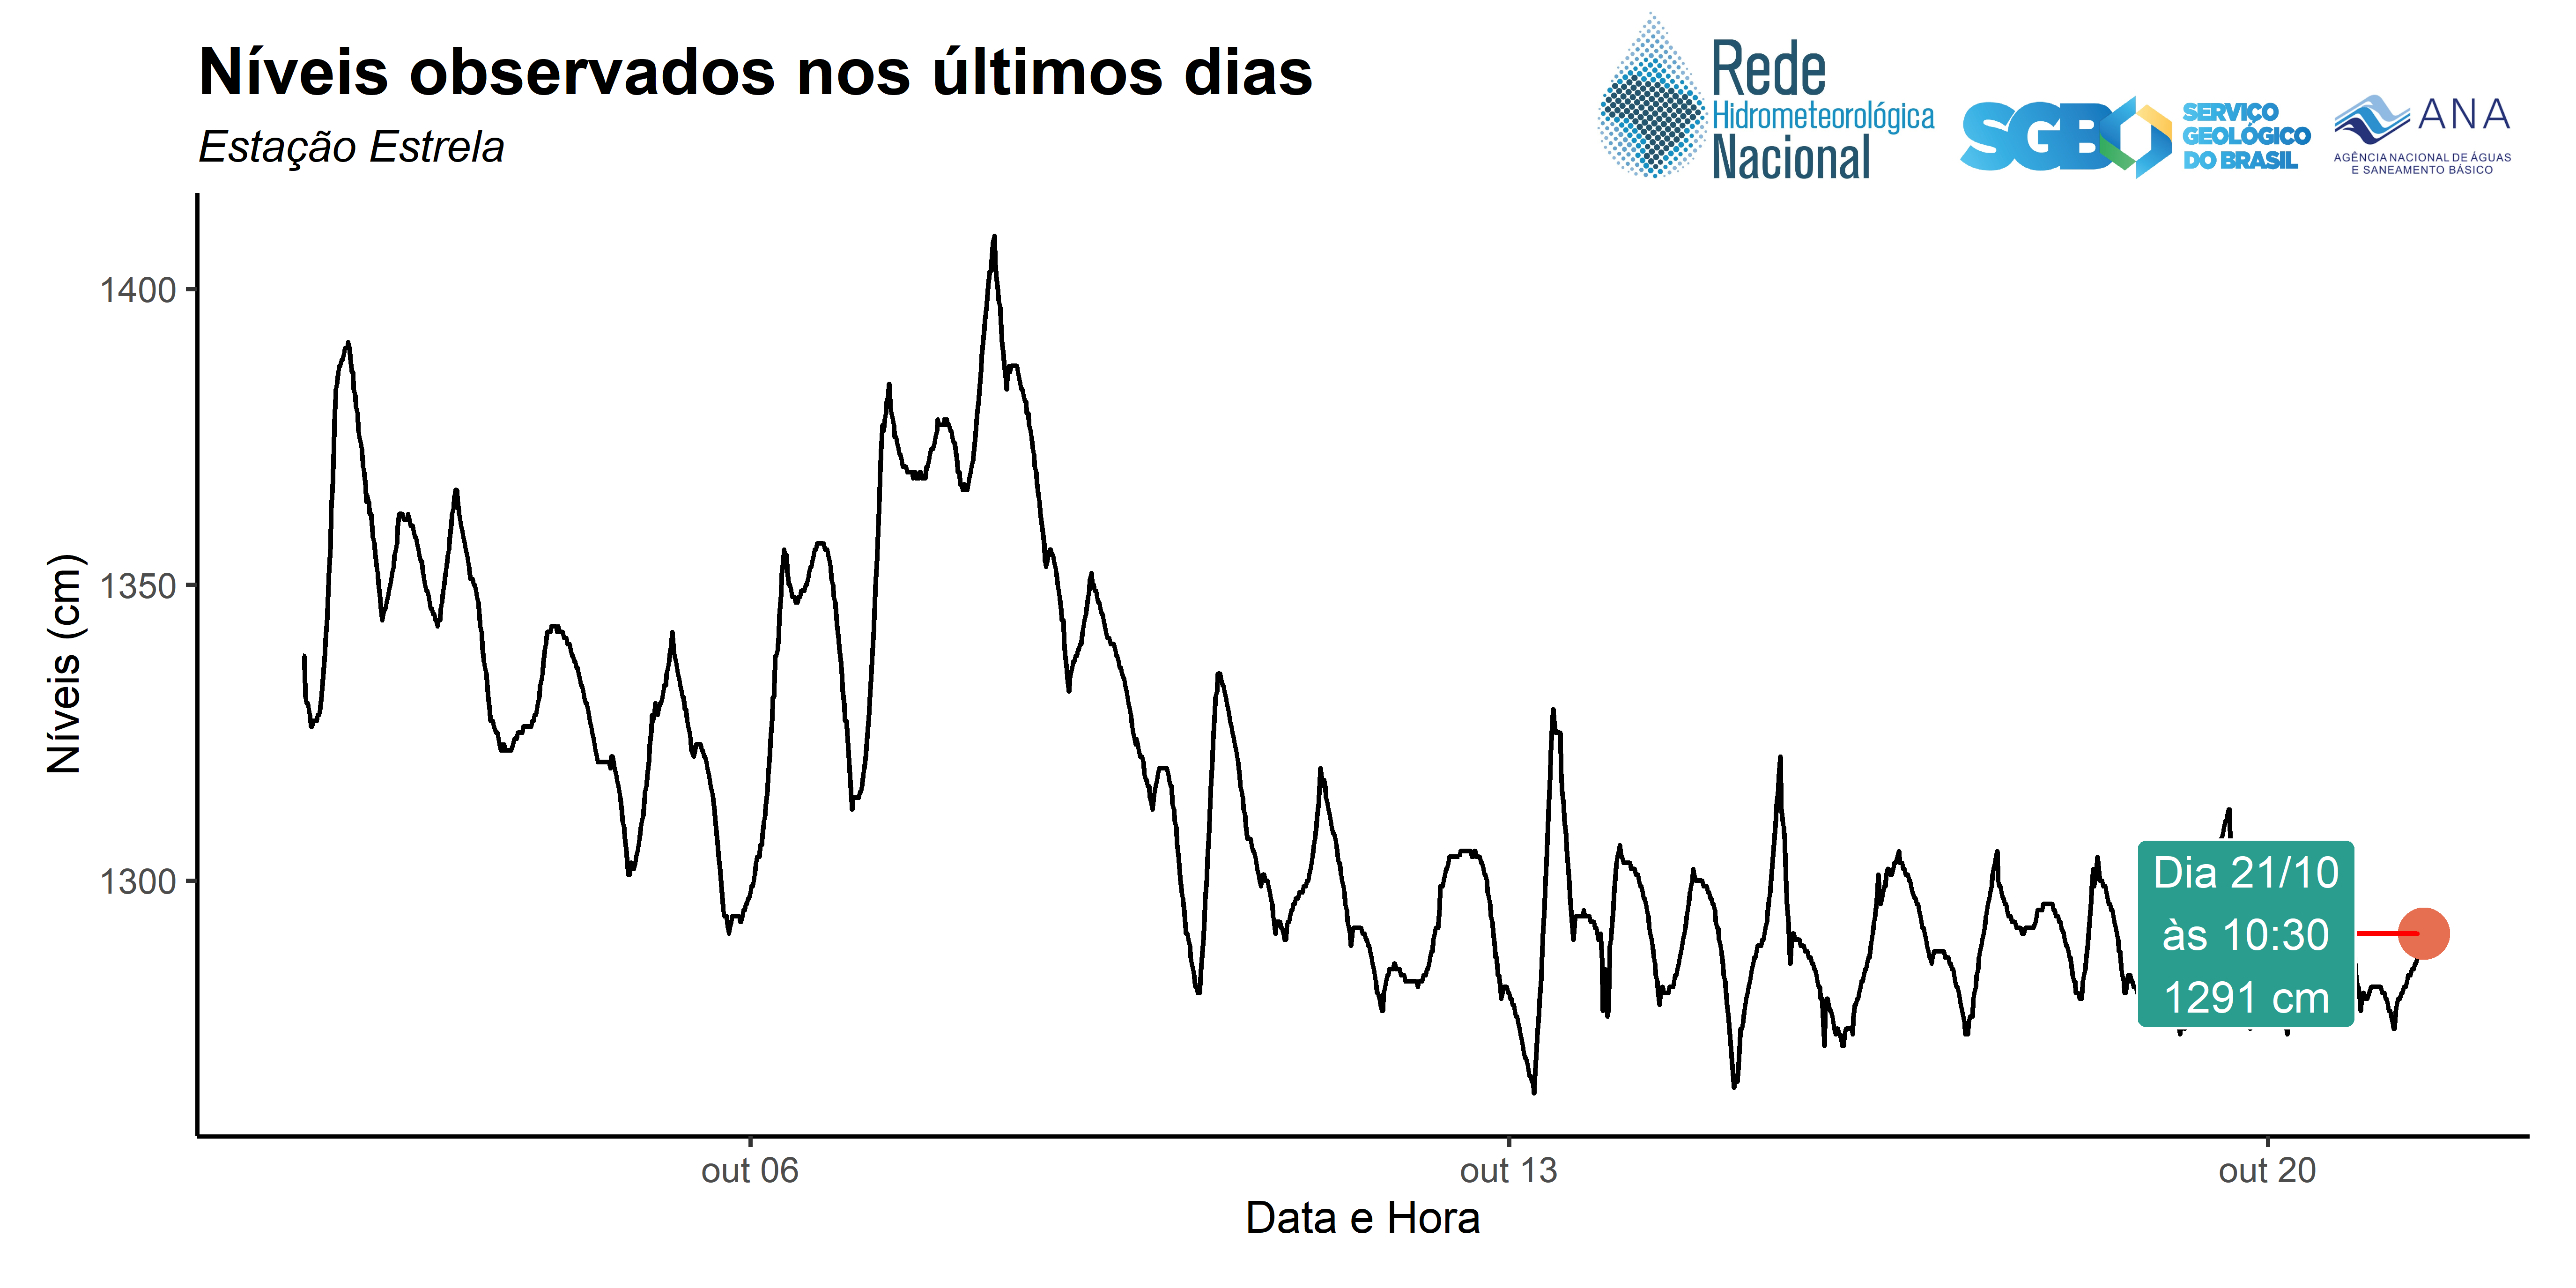 Níveis observados nos últimos dias
Estação Estrela
Rede
Hidrometeorológica
Nacional
SGB
SERVIÇO
GEOLÓGICO
DO BRASIL
ANA
AGÊNCIA NACIONAL DE ÁGUAS
E SANEAMENTO BÁSICO
Níveis (cm)
1400
1350
1300
Dia 21/10
às 10:30
1291 cm
out 06
out 13
out 20
Data e Hora